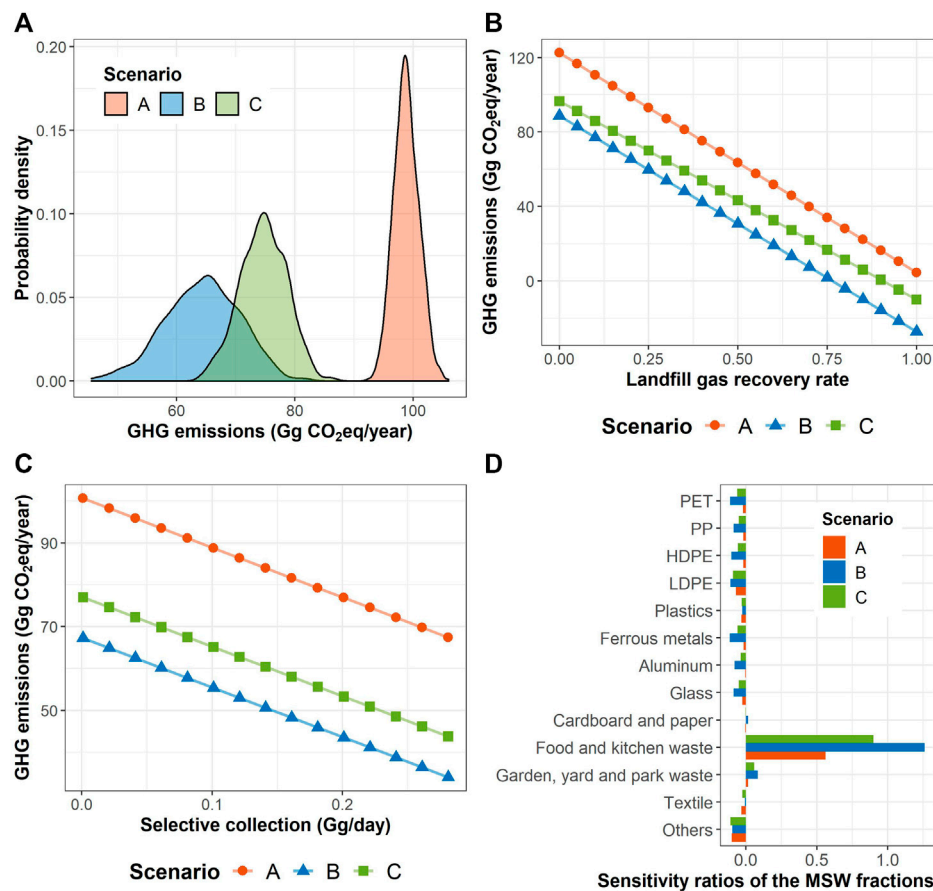 A
Probability density
0.20
0.15
0.10
0.05
0.00
Scenario
A B C
60 80 100
GHG emissions (Gg CO₂eq/year)
B
GHG emissions (Gg CO₂eq/year)
120
80
40
0
0.00 0.25 0.50 0.75 1.00
Landfill gas recovery rate
Scenario A B C
C
GHG emissions (Gg CO₂eq/year)
90
70
50
0.0 0.1 0.2
Selective collection (Gg/day)
Scenario A B C
D
PET
PP
HDPE
LDPE
Plastics
Ferrous metals
Aluminum
Glass
Cardboard and paper
Food and kitchen waste
Garden, yard and park waste
Textile
Others
Scenario
A
B
C
0.0 0.5 1.0
Sensitivity ratios of the MSW fractions